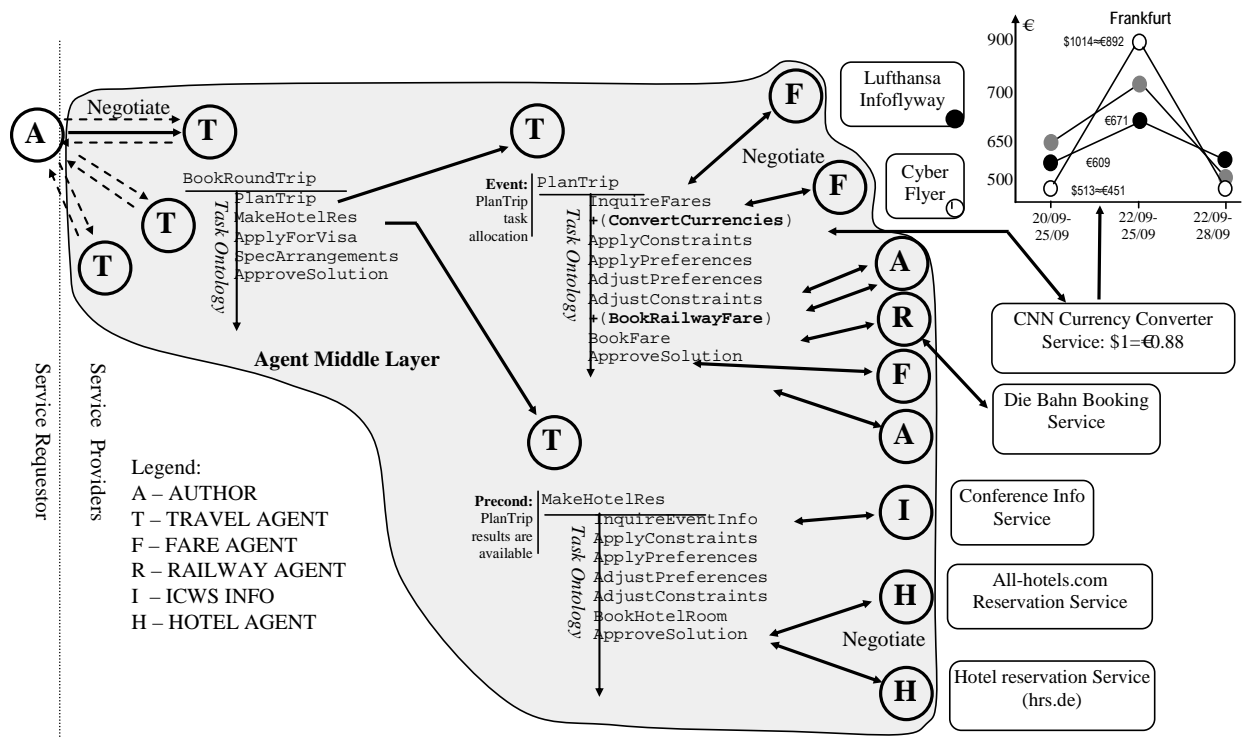 Frankfurt
€
900
700
650
500
$1014≈€892
€671
€609
$513≈€451
20/09-
25/09
22/09-
25/09
22/09-
28/09
Lufthansa
Infoflyway
Cyber
Flyer
CNN Currency Converter
Service: $1=€0.88
Die Bahn Booking
Service
Conference Info
Service
All-hotels.com
Reservation Service
Hotel reservation Service
(hrs.de)
A
Negotiate
T
T
T
BookRoundTrip
PlanTrip
MakeHotelRes
ApplyForVisa
SpecArrangements
ApproveSolution
Task Ontology
T
Event:
PlanTrip
task
allocation
PlanTrip
InquireFares
+(ConvertCurrencies)
ApplyConstraints
ApplyPreferences
AdjustPreferences
AdjustConstraints
+(BookRailwayFare)
BookFare
ApproveSolution
Task Ontology
F
Negotiate
F
A
R
F
A
Agent Middle Layer
T
Precond:
PlanTrip
results are
available
MakeHotelRes
InquireEventInfo
ApplyConstraints
ApplyPreferences
AdjustPreferences
AdjustConstraints
BookHotelRoom
ApproveSolution
Task Ontology
I
H
Negotiate
H
Service Requestor
Service Providers
Legend:
A – AUTHOR
T – TRAVEL AGENT
F – FARE AGENT
R – RAILWAY AGENT
I – ICWS INFO
H – HOTEL AGENT